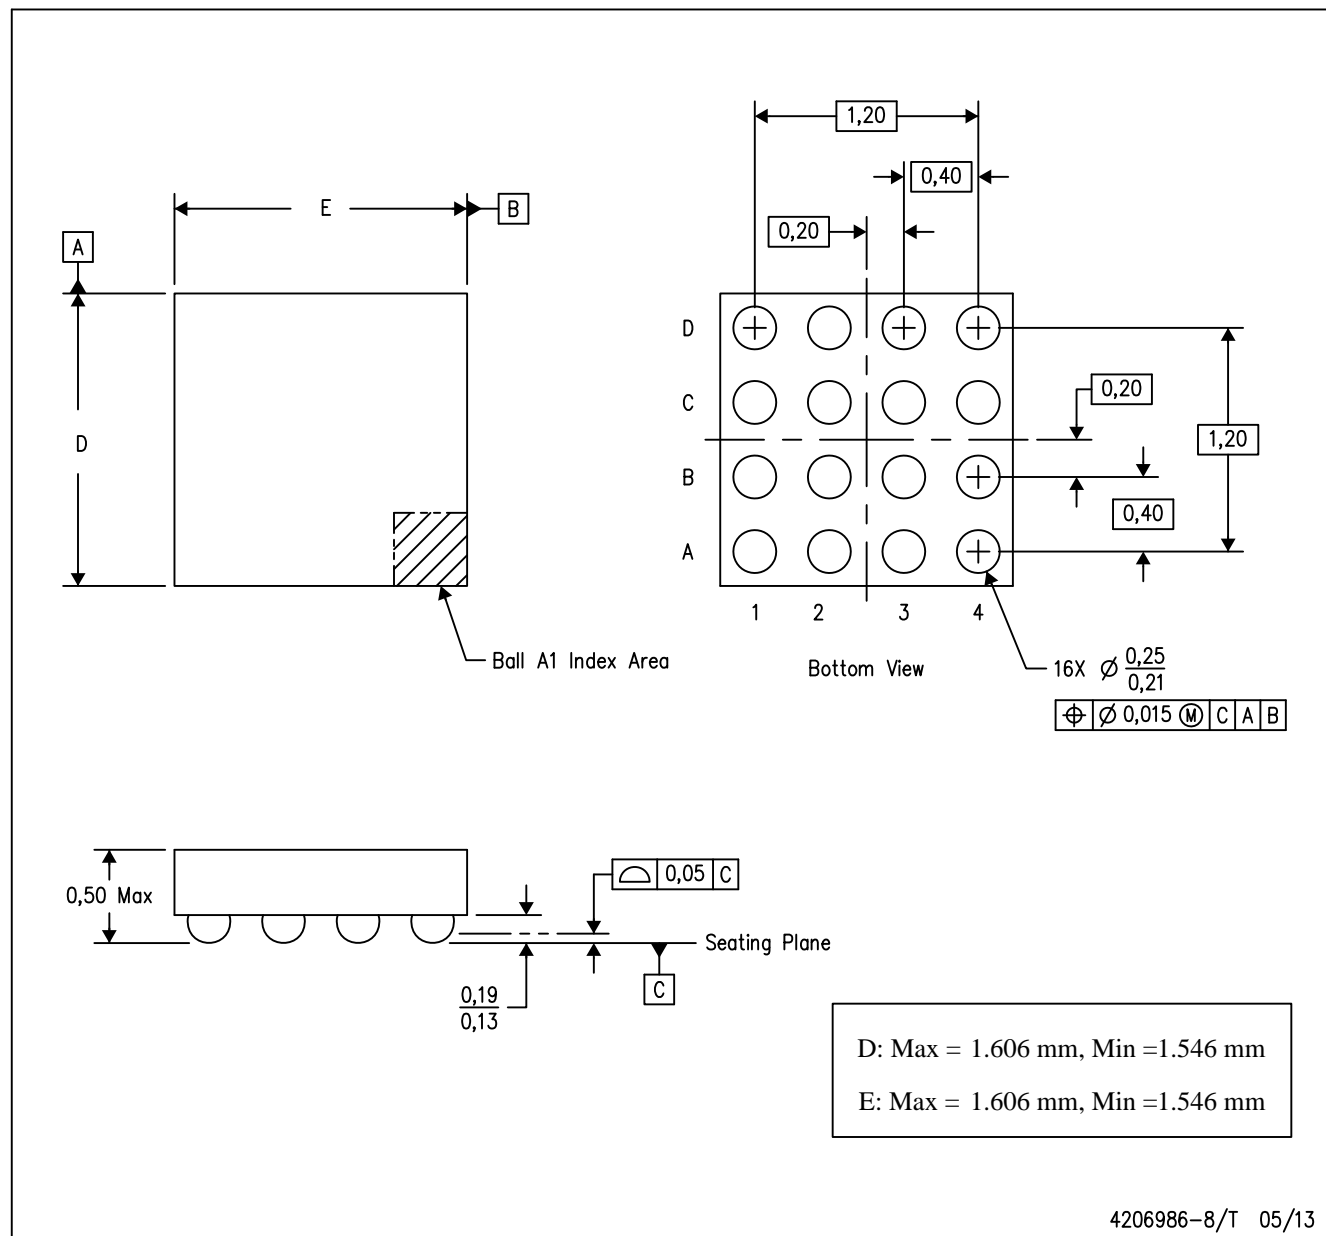 1,20
0,40
E
B
0,20
A
D
D
C
0,20
1,20
B
0,40
A
1 2 3 4
Ball A1 Index Area
Bottom View
16X Ø 0,25
0,21
⌖ Ø 0,015 Ⓜ C A B
0,05 C
0,50 Max
Seating Plane
C
0,19
0,13
D: Max = 1.606 mm, Min =1.546 mm
E: Max = 1.606 mm, Min =1.546 mm
4206986-8/T 05/13